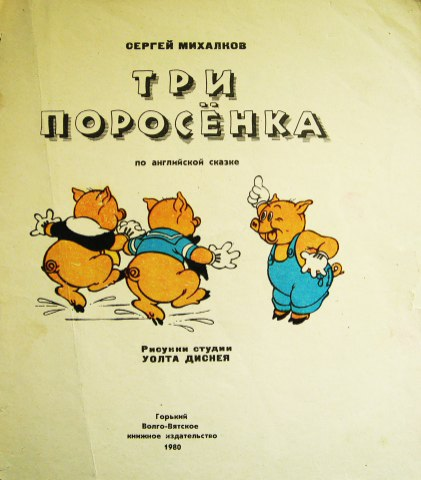 СЕРГЕЙ МИХАЛКОВ
ТРИ
ПОРОСЁНКА
по английской сказке
Рисунки студии
УОЛТА ДИСНЕЯ
Горький
Волго-Вятское
книжное издательство
1980